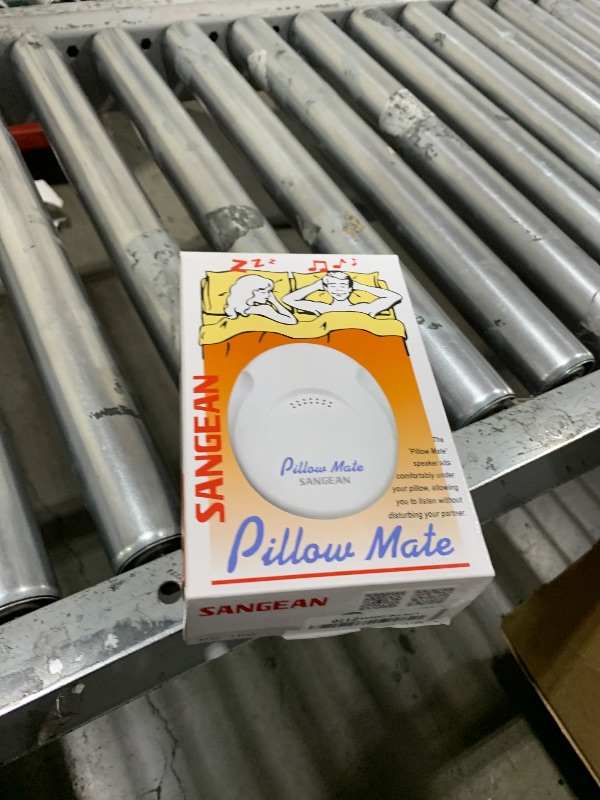 z z z
SANGEAN
Pillow Mate
SANGEAN
The
'Pillow Mate'
speaker sits
comfortably under
your pillow, allowing
you to listen without
disturbing your partner.
Pillow Mate
SANGEAN